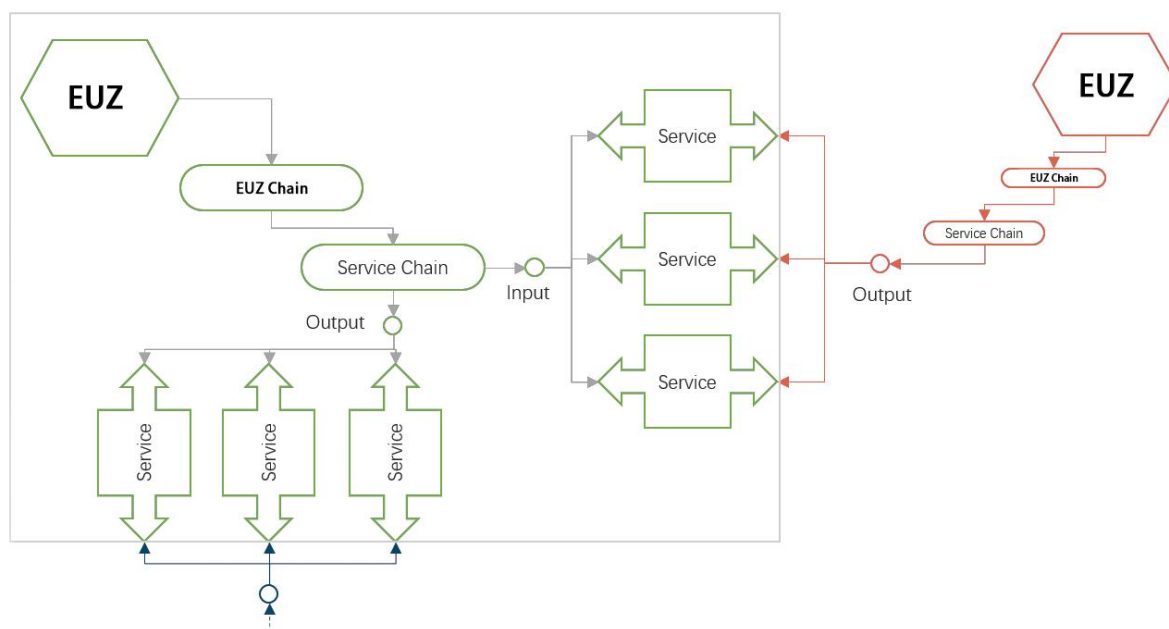 EUZ
EUZ
Service
EUZ Chain
EUZ Chain
Service Chain
Service
Service Chain
Input
Output
Output
Service
Service
Service
Service